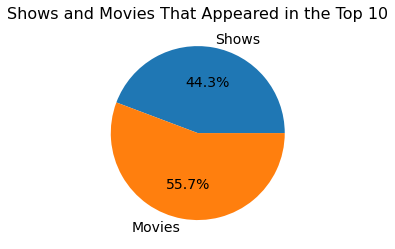 Shows and Movies That Appeared in the Top 10
Shows
44.3%
55.7%
Movies